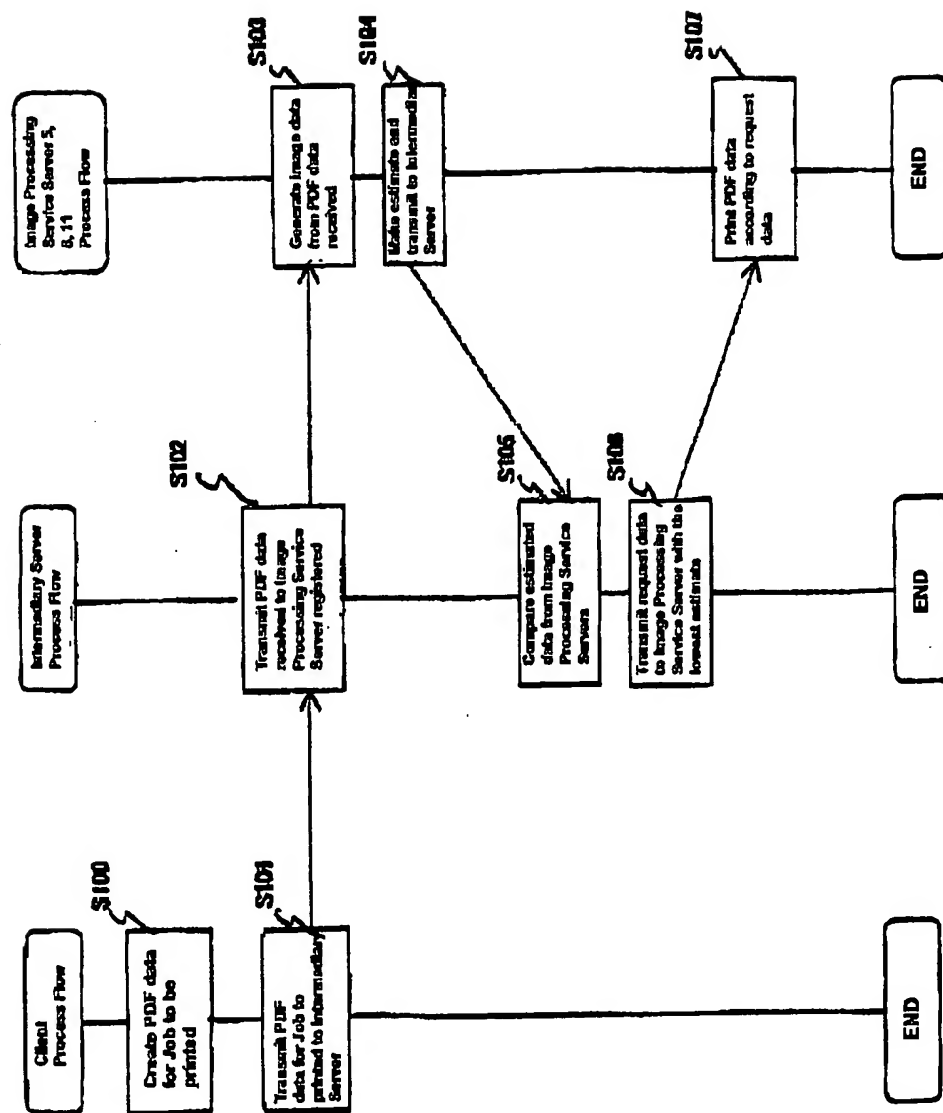 Client
Process Flow
S100
Create PDF data
for Job to be
printed
S101
Transmit PDF
data for Job to
printed to Intermediary
Server
END
Intermediary Server
Process Flow
S102
Transmit PDF data
received to Image
Processing Service
Server registered
S105
Compare estimated
data from Image
Processing Service
Servers
S106
Transmit request data
to Image Processing
Service Server with the
lowest estimate
END
Image Processing
Service Server 5,
8, 11
Process Flow
S103
Generate image data
from PDF data
received
S104
Make estimate and
transmit to Intermediary
Server
S107
Print PDF data
according to request
data
END